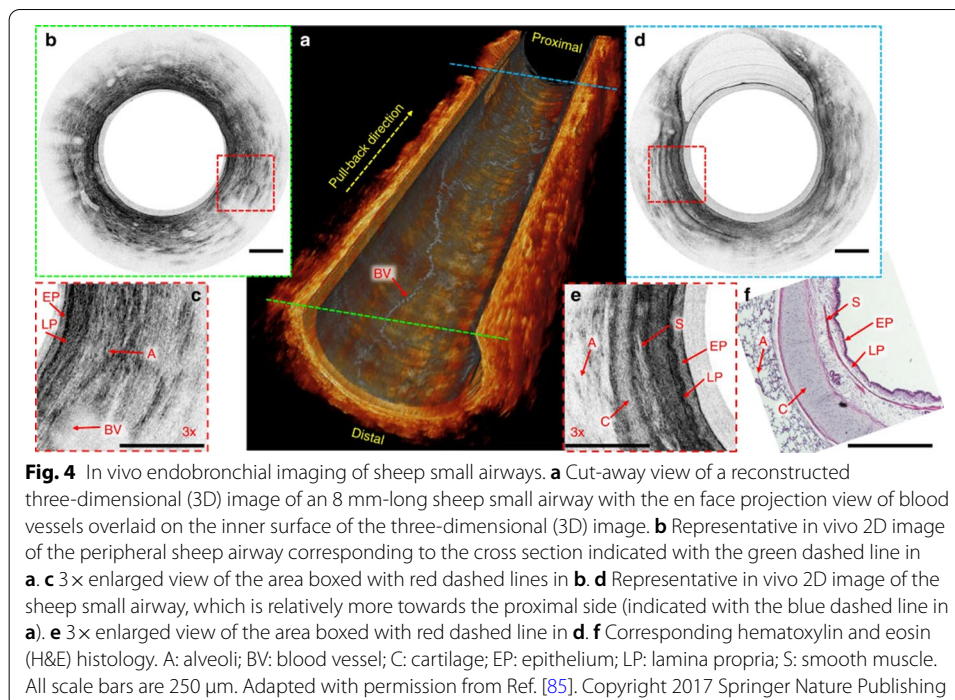 b
a
Proximal
d
Pull-back direction
BV
EP
LP
c
A
BV
3x
Distal
e
A
S
EP
LP
C
3x
f
S
EP
LP
A
C
Fig. 4 In vivo endobronchial imaging of sheep small airways. a Cut-away view of a reconstructed
three-dimensional (3D) image of an 8 mm-long sheep small airway with the en face projection view of blood
vessels overlaid on the inner surface of the three-dimensional (3D) image. b Representative in vivo 2D image
of the peripheral sheep airway corresponding to the cross section indicated with the green dashed line in
a. c 3× enlarged view of the area boxed with red dashed lines in b. d Representative in vivo 2D image of the
sheep small airway, which is relatively more towards the proximal side (indicated with the blue dashed line in
a). e 3× enlarged view of the area boxed with red dashed line in d. f Corresponding hematoxylin and eosin
(H&E) histology. A: alveoli; BV: blood vessel; C: cartilage; EP: epithelium; LP: lamina propria; S: smooth muscle.
All scale bars are 250 μm. Adapted with permission from Ref. [85]. Copyright 2017 Springer Nature Publishing